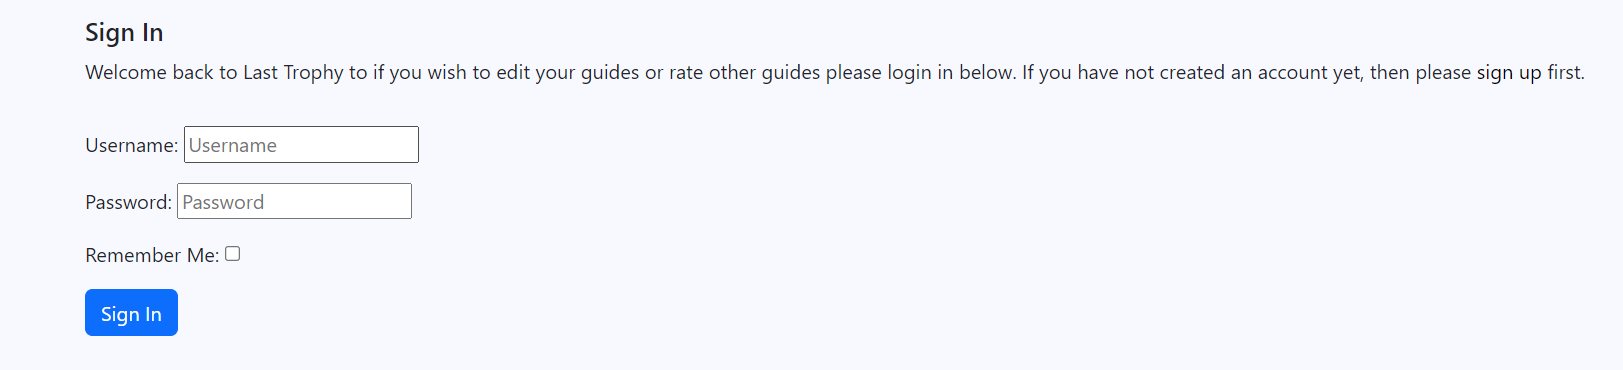 Sign In
Welcome back to Last Trophy to if you wish to edit your guides or rate other guides please login in below. If you have not created an account yet, then please sign up first.
Username: Username
Password: Password
Remember Me:
Sign In